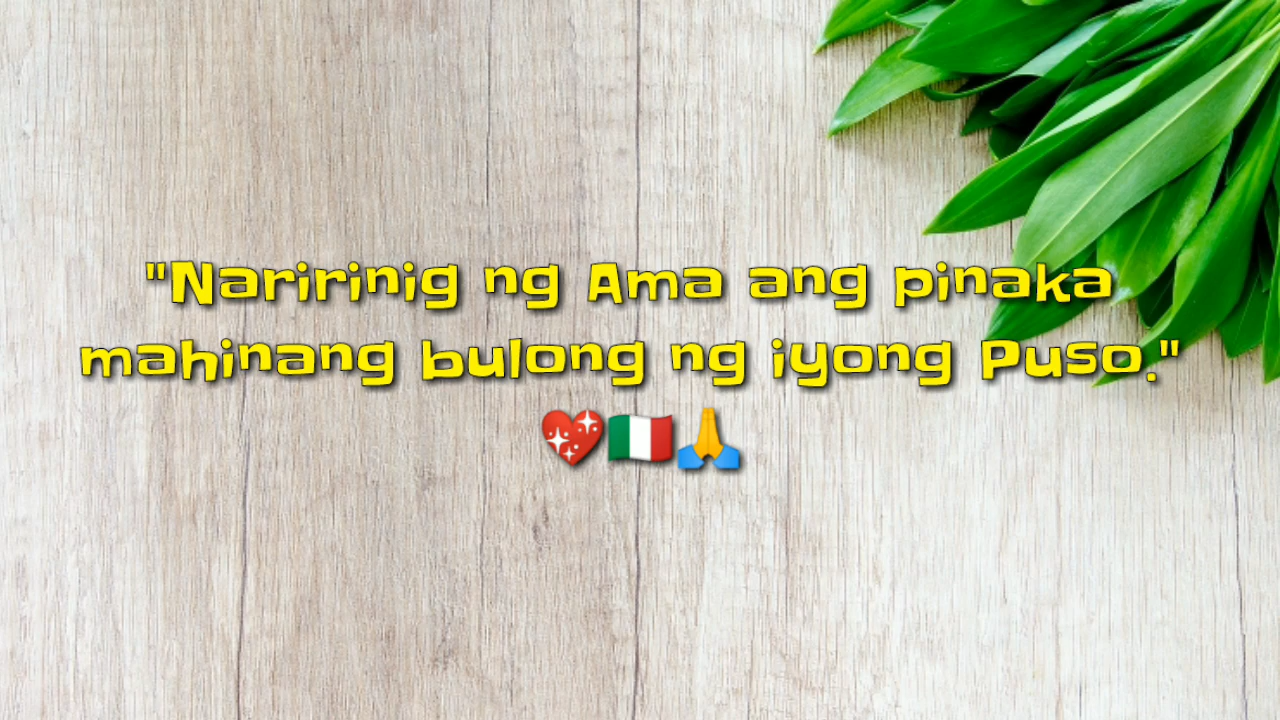 "Naririnig ng Ama ang pinaka
mahinang bulong ng iyong Puso."
💖🇮🇹🙏